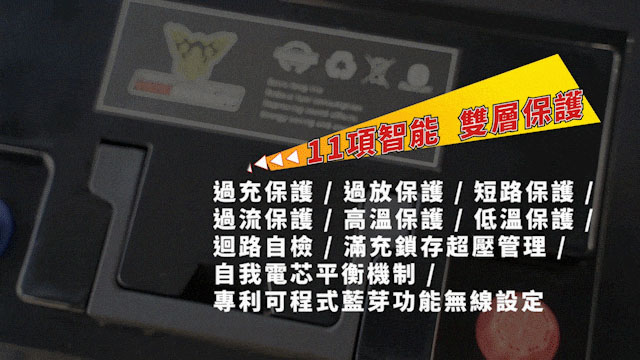 11項智能 雙層保護
過充保護 / 過放保護 / 短路保護 /
過流保護 / 高溫保護 / 低溫保護 /
迴路自檢 / 滿充鎖存超壓管理 /
自我電芯平衡機制 /
專利可程式藍芽功能無線設定